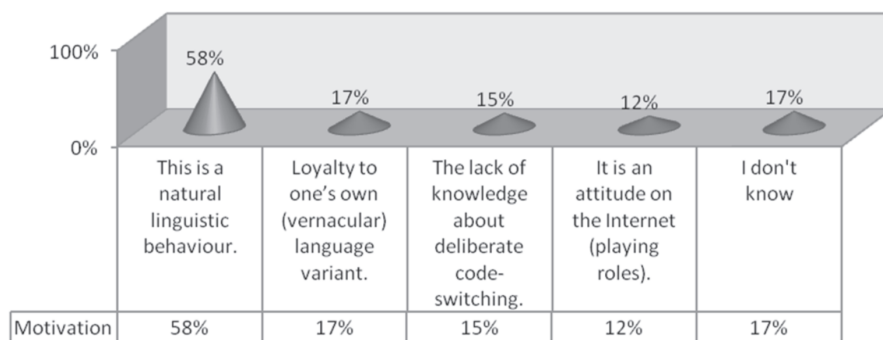 58%
100%
17%
15%
12%
17%
0%
This is a
natural
linguistic
behaviour.
Loyalty to
one's own
(vernacular)
language
variant.
The lack of
knowledge
about
deliberate
code-
switching.
It is an
attitude on
the Internet
(playing
roles).
I don't
know
Motivation 58% 17% 15% 12% 17%